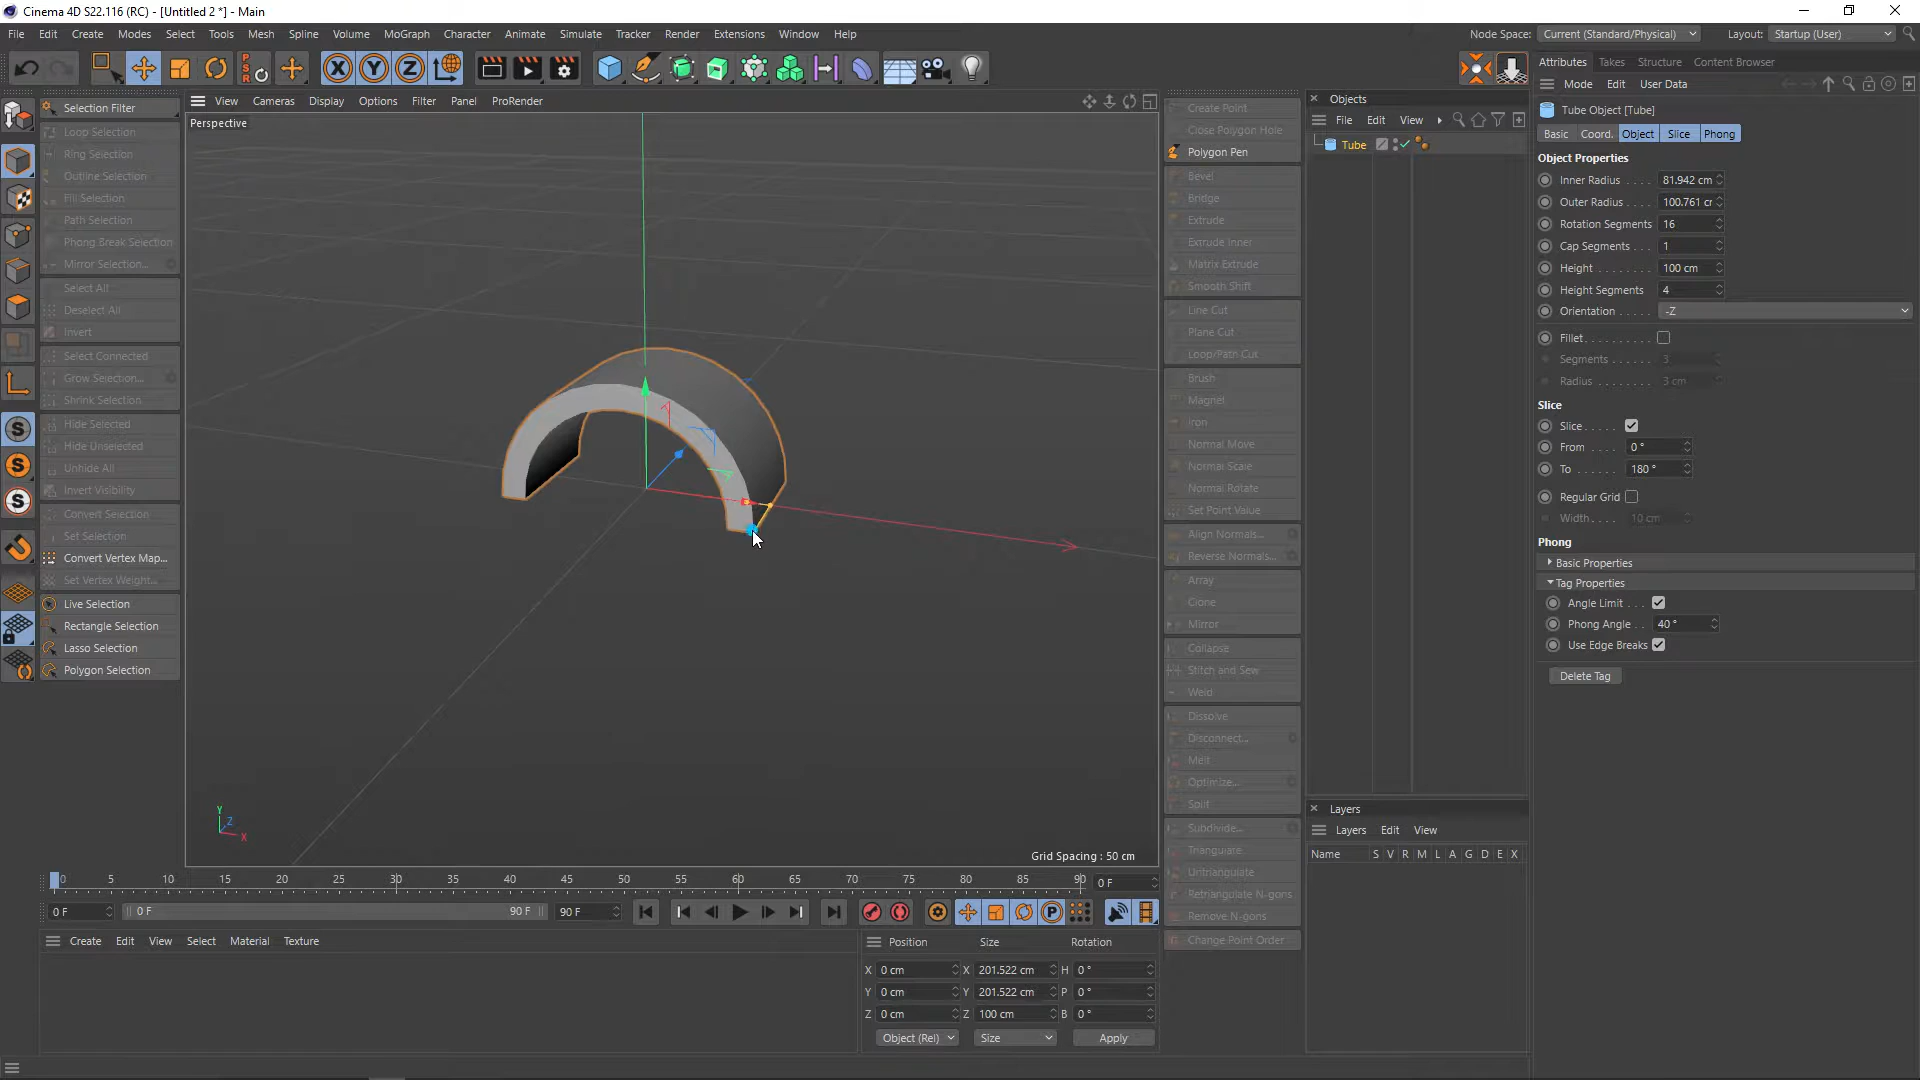 Cinema 4D S22.116 (RC) - [Untitled 2 *] - Main
File Edit Create Modes Select Tools Mesh Spline Volume MoGraph Character Animate Simulate Tracker Render Extensions Window Help Node Space: Current (Standard/Physical) Layout: Startup (User)
PSR X Y Z
Attributes Takes Structure Content Browser
Mode Edit User Data
Selection Filter
Loop Selection
Ring Selection
Outline Selection
Fill Selection
Path Selection
Phong Break Selection
Mirror Selection...
Select All
Deselect All
Invert
Select Connected
Grow Selection...
Shrink Selection
Hide Selected
Hide Unselected
Unhide All
Invert Visibility
Convert Selection
Set Selection
Convert Vertex Map...
Set Vertex Weight...
Live Selection
Rectangle Selection
Lasso Selection
Polygon Selection
View Cameras Display Options Filter Panel ProRender
Perspective
Y
Z
X
Grid Spacing : 50 cm
Create Point
Close Polygon Hole
Polygon Pen
Bevel
Bridge
Extrude
Extrude Inner
Matrix Extrude
Smooth Shift
Line Cut
Plane Cut
Loop/Path Cut
Brush
Magnet
Iron
Normal Move
Normal Scale
Normal Rotate
Set Point Value
Align Normals...
Reverse Normals...
Array
Clone
Mirror
Collapse
Stitch and Sew
Weld
Dissolve
Disconnect...
Melt
Optimize...
Split
Subdivide...
Triangulate
Untriangulate
Retriangulate N-gons
Remove N-gons
Change Point Order
Objects
File Edit View
Tube
Layers
Layers Edit View
Name S V R M L A G D E X
Tube Object [Tube]
Basic Coord. Object Slice Phong
Object Properties
Inner Radius . . . . 81.942 cm
Outer Radius . . . . 100.761 cr
Rotation Segments 16
Cap Segments . . 1
Height . . . . . . . . 100 cm
Height Segments 4
Orientation . . . . . -Z
Fillet . . . . . . . . . .
Segments . . . . 3
Radius . . . . . . 3 cm
Slice
Slice . . . . .
From . . . . 0 °
To . . . . . . 180 °
Regular Grid
Width. . . . . 10 cm
Phong
Basic Properties
Tag Properties
Angle Limit . . .
Phong Angle . . 40 °
Use Edge Breaks
Delete Tag
0 5 10 15 20 25 30 35 40 45 50 55 60 65 70 75 80 85 90 0 F
0 F 0 F 90 F 90 F P
Create Edit View Select Material Texture
Position Size Rotation
X 0 cm X 201.522 cm H 0 °
Y 0 cm Y 201.522 cm P 0 °
Z 0 cm Z 100 cm B 0 °
Object (Rel) Size Apply